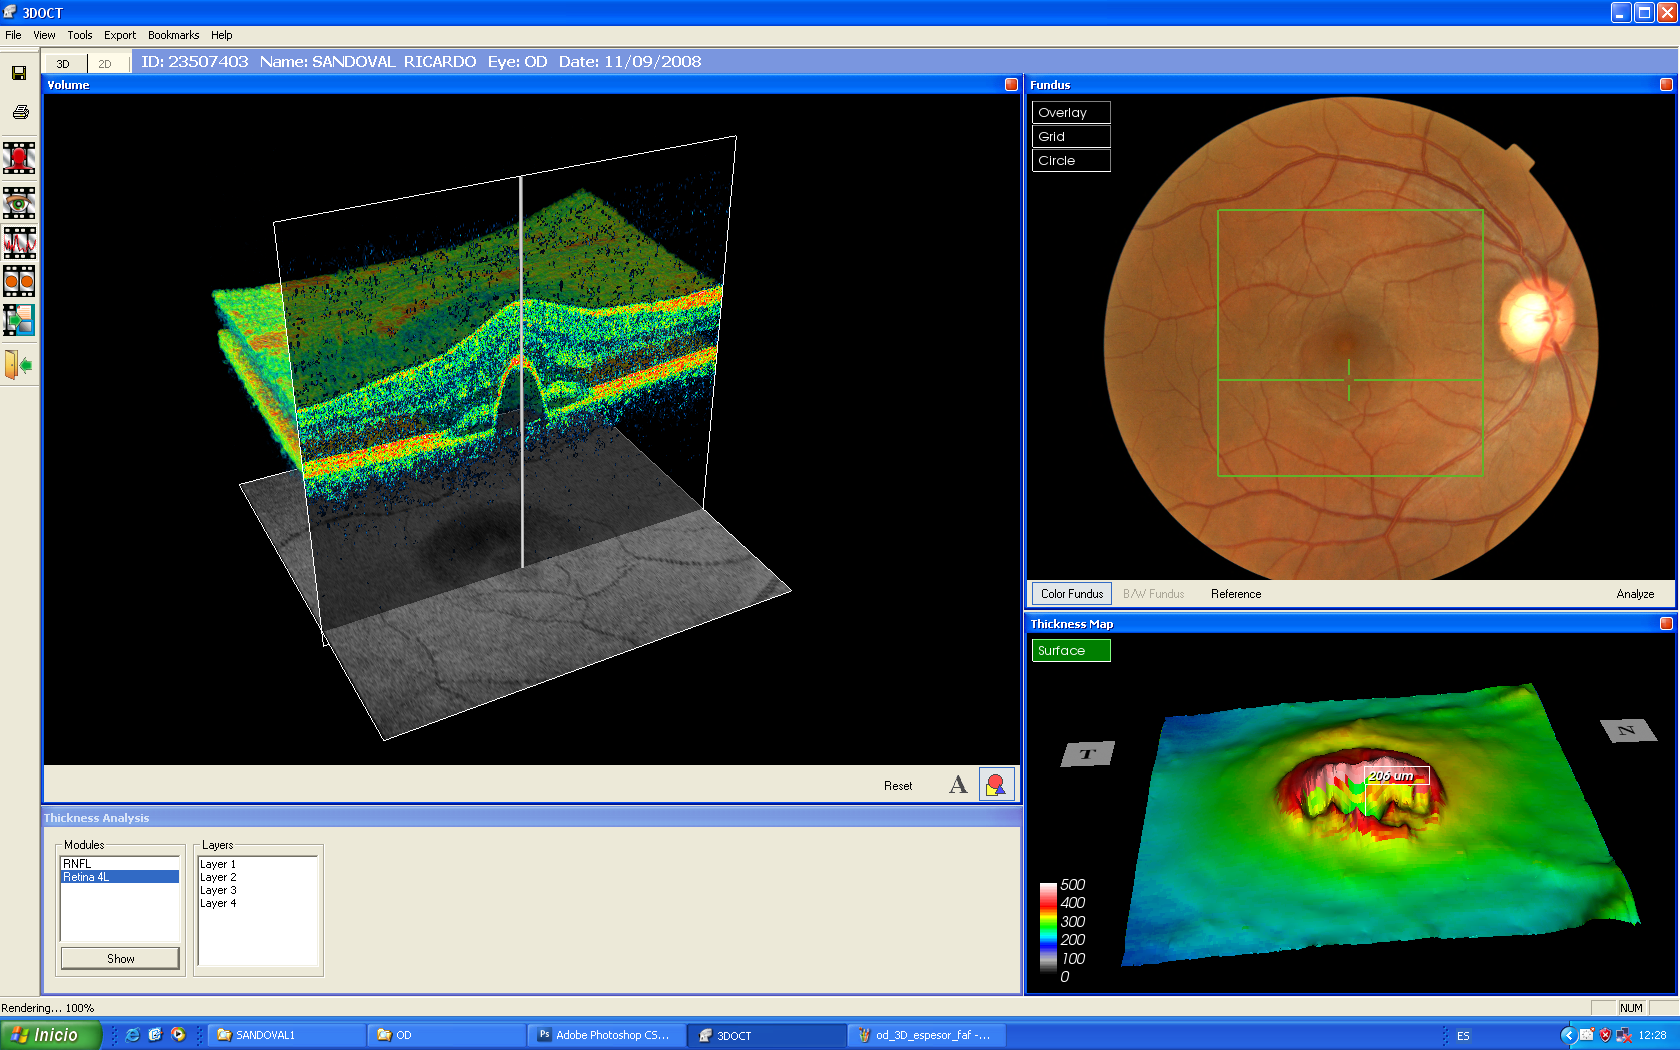 3DOCT
File View Tools Export Bookmarks Help
3D 2D ID: 23507403 Name: SANDOVAL RICARDO Eye: OD Date: 11/09/2008
Volume
Reset A
Fundus
Overlay
Grid
Circle
Color Fundus B/W Fundus Reference Analyze
Thickness Map
Surface
T
N
206 um
500
400
300
200
100
0
Thickness Analysis
Modules
RNFL
Retina 4L
Show
Layers
Layer 1
Layer 2
Layer 3
Layer 4
Rendering... 100%
NUM
Inicio SANDOVAL1 OD Ps Adobe Photoshop CS... 3DOCT od_3D_espesor_faf -... ES 12:28